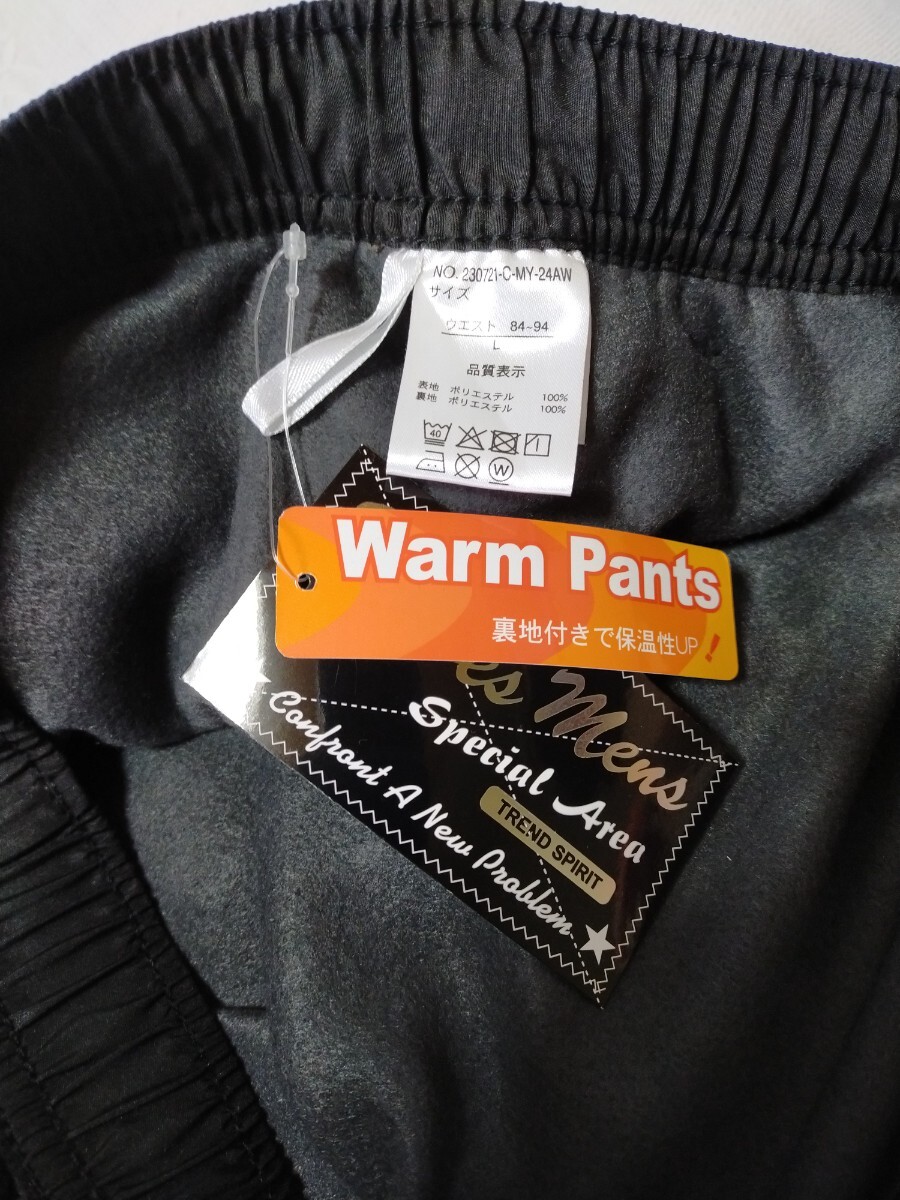 NO. 230721-C-MY-24AW
サイズ
ウエスト 84~94
L
品質表示
表地 ポリエステル 100%
裏地 ポリエステル 100%
40
W
Warm Pants
裏地付きで保温性UP!
es Mens
Special Area
TREND SPIRIT
Confront A New Problem